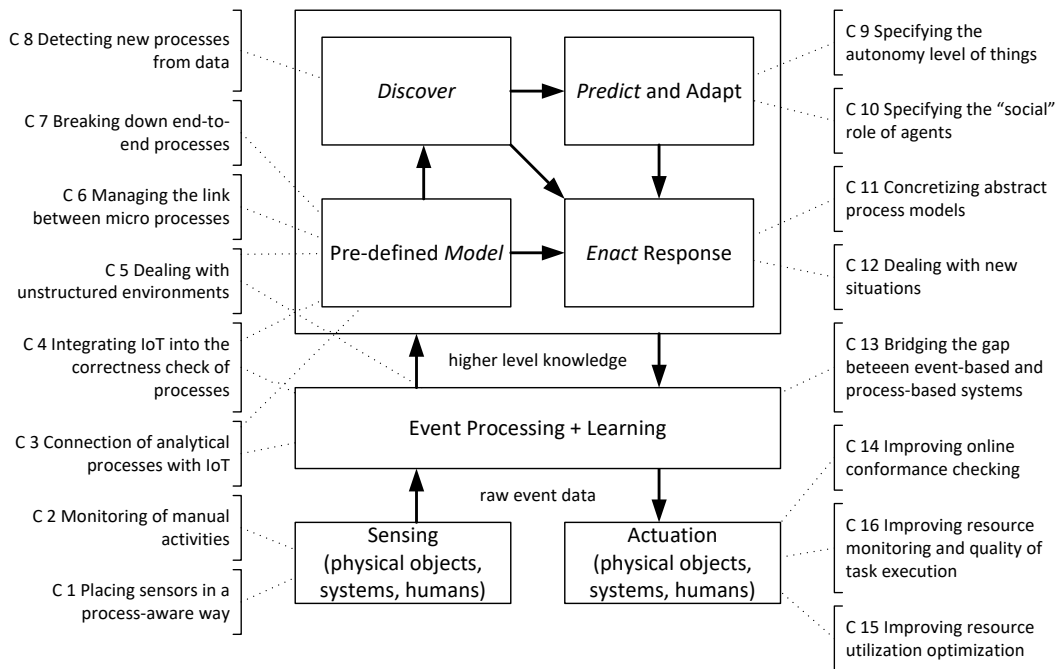 C 8 Detecting new processes
from data
C 7 Breaking down end-to-
end processes
C 6 Managing the link
between micro processes
C 5 Dealing with
unstructured environments
C 4 Integrating IoT into the
correctness check of
processes
C 3 Connection of analytical
processes with IoT
C 2 Monitoring of manual
activities
C 1 Placing sensors in a
process-aware way
Discover
Predict and Adapt
Pre-defined Model
Enact Response
higher level knowledge
Event Processing + Learning
raw event data
Sensing
(physical objects,
systems, humans)
Actuation
(physical objects,
systems, humans)
C 9 Specifying the
autonomy level of things
C 10 Specifying the “social”
role of agents
C 11 Concretizing abstract
process models
C 12 Dealing with new
situations
C 13 Bridging the gap
beteeen event-based and
process-based systems
C 14 Improving online
conformance checking
C 16 Improving resource
monitoring and quality of
task execution
C 15 Improving resource
utilization optimization